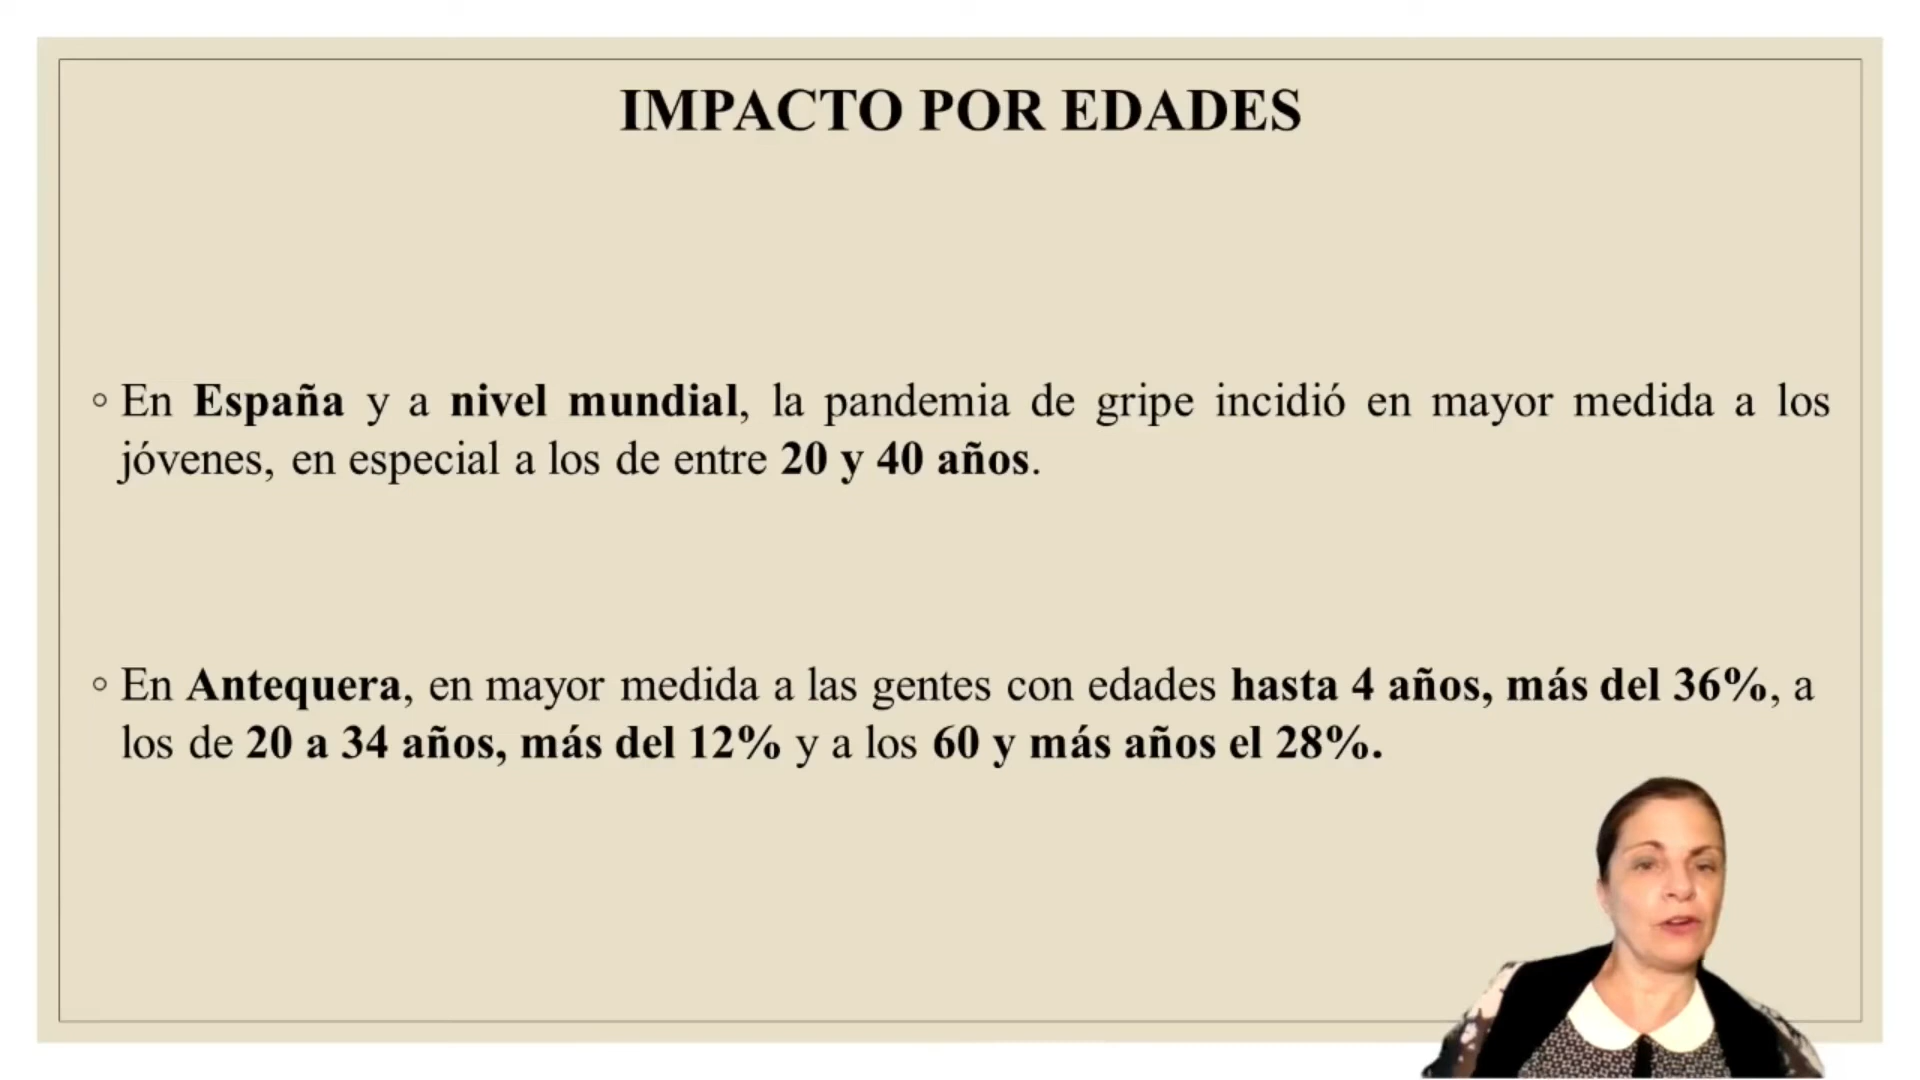 IMPACTO POR EDADES
◦ En España y a nivel mundial, la pandemia de gripe incidió en mayor medida a los
jóvenes, en especial a los de entre 20 y 40 años.
◦ En Antequera, en mayor medida a las gentes con edades hasta 4 años, más del 36%, a
los de 20 a 34 años, más del 12% y a los 60 y más años el 28%.